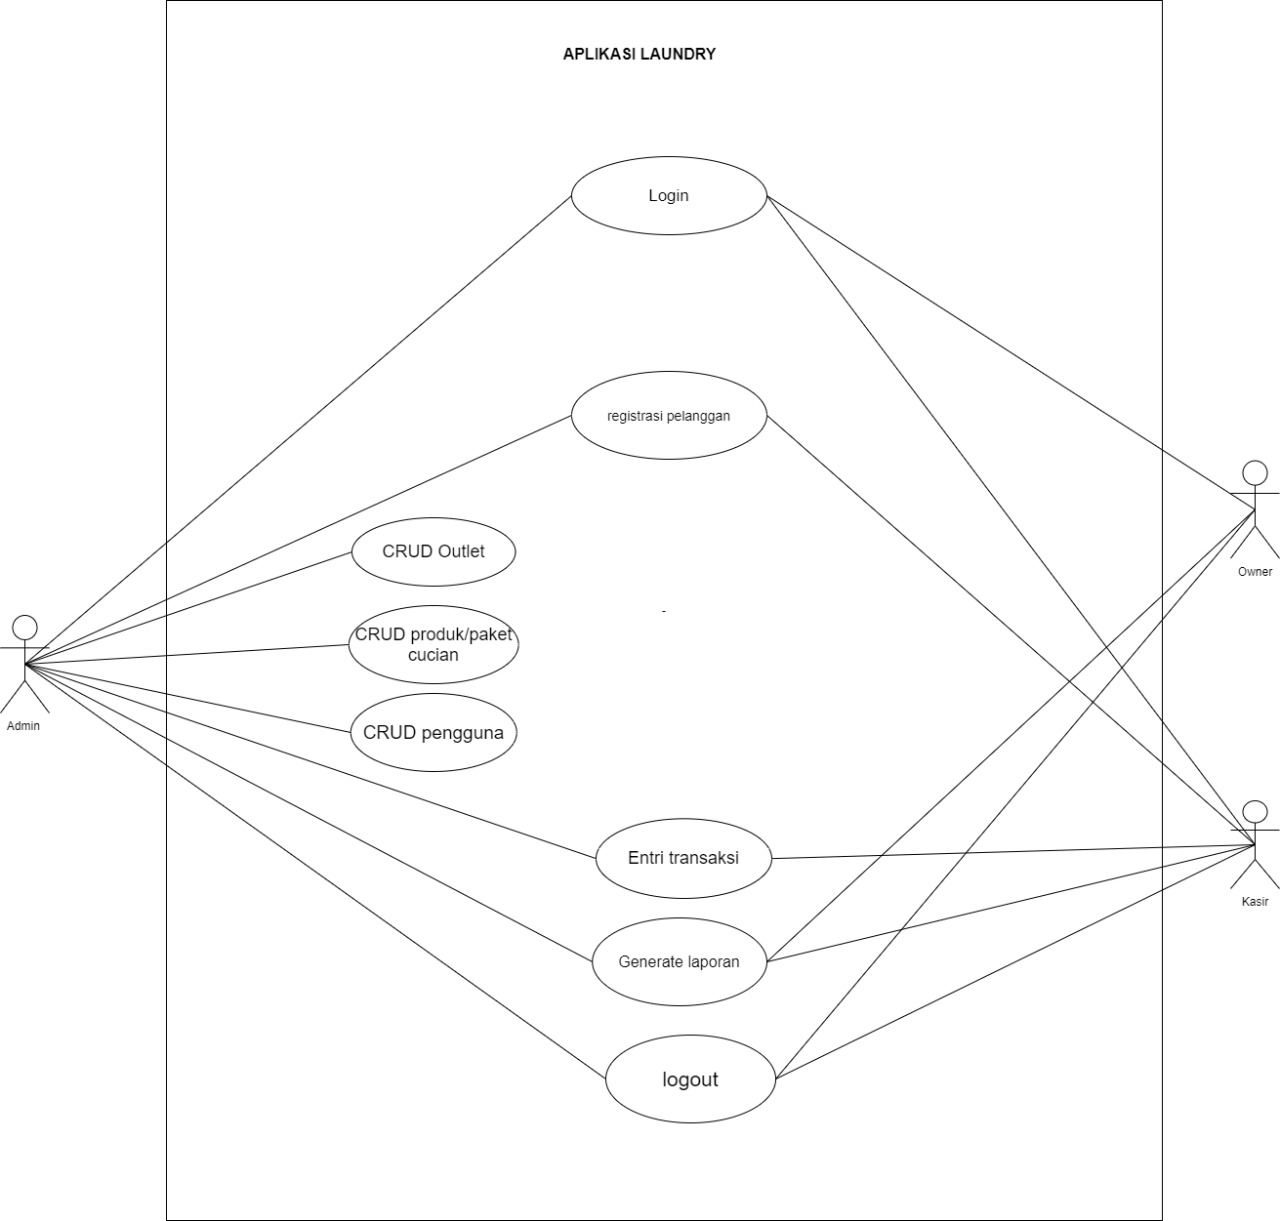 APLIKASI LAUNDRY
Login
registrasi pelanggan
CRUD Outlet
Owner
-
CRUD produk/paket
cucian
Admin
CRUD pengguna
Entri transaksi
Kasir
Generate laporan
logout